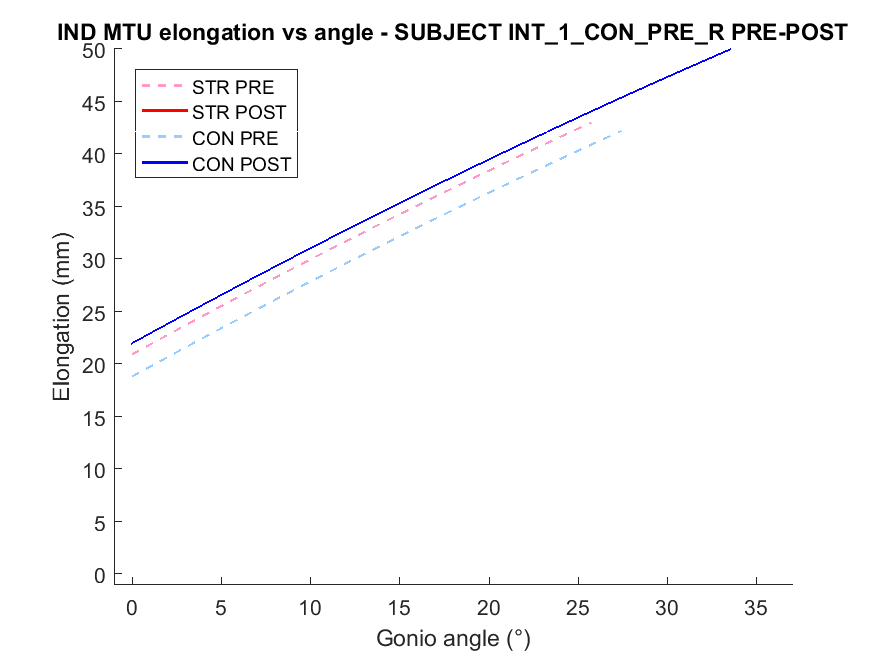 IND MTU elongation vs angle - SUBJECT INT_1_CON_PRE_R PRE-POST
50
45
40
35
30
25
20
15
10
5
0
Elongation (mm)
STR PRE
STR POST
CON PRE
CON POST
0 5 10 15 20 25 30 35
Gonio angle (°)